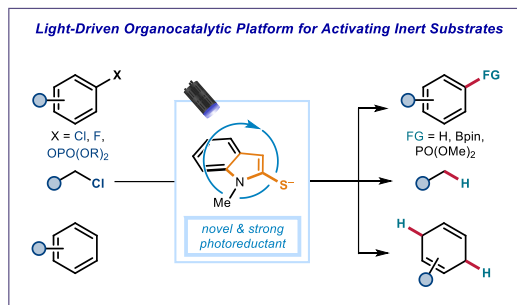 Light-Driven Organocatalytic Platform for Activating Inert Substrates
X
X = Cl, F,
OPO(OR)2
Cl
N
Me
S–
novel & strong
photoreductant
FG
FG = H, Bpin,
PO(OMe)2
H
H
H